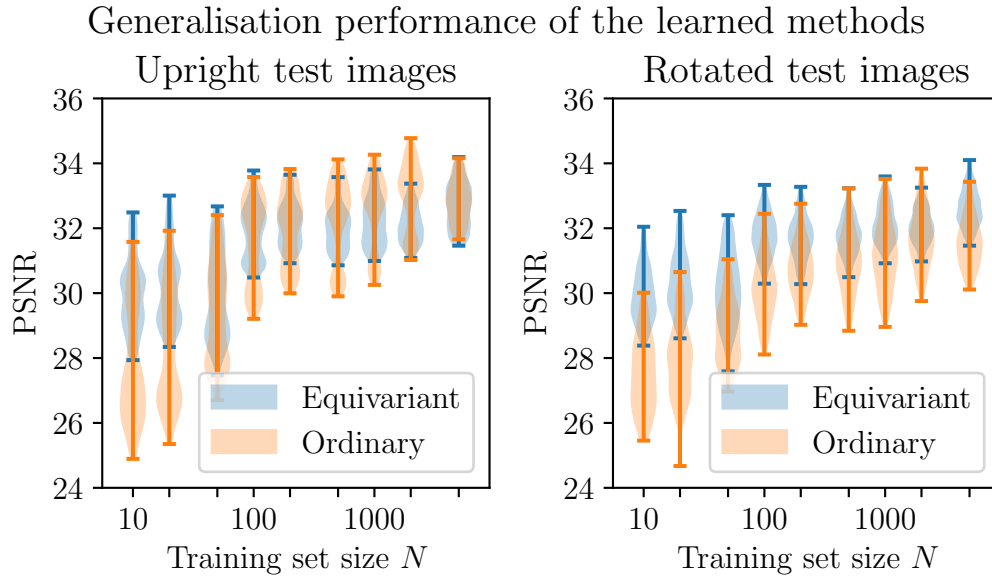 Generalisation performance of the learned methods
Upright test images
36
34
32
30
28
26
24
PSNR
10
100
1000
Training set size N
Equivariant
Ordinary
Rotated test images
36
34
32
30
28
26
24
PSNR
10
100
1000
Training set size N
Equivariant
Ordinary